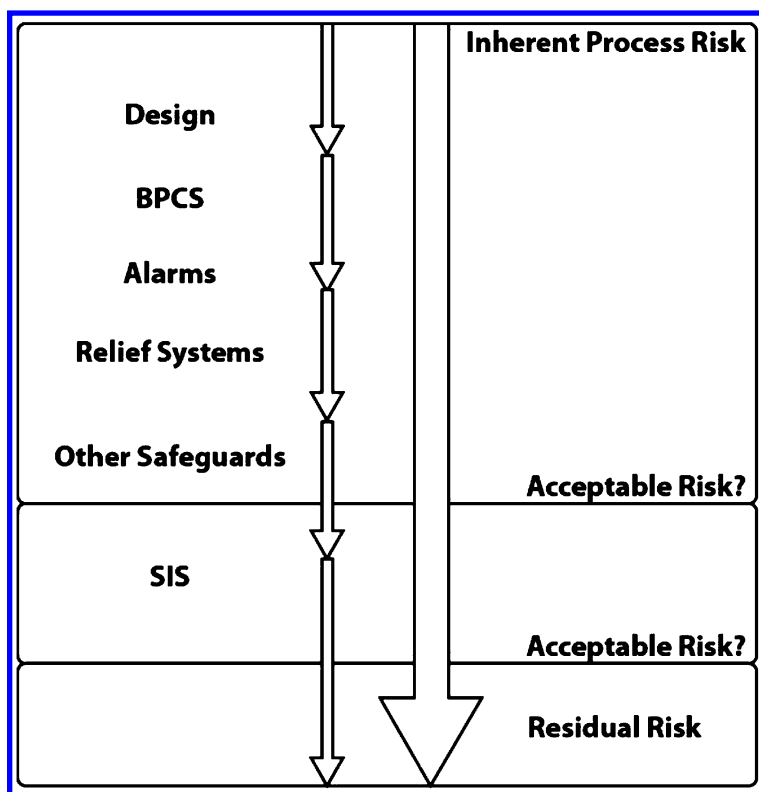 Inherent Process Risk
Design
BPCS
Alarms
Relief Systems
Other Safeguards
Acceptable Risk?
SIS
Acceptable Risk?
Residual Risk